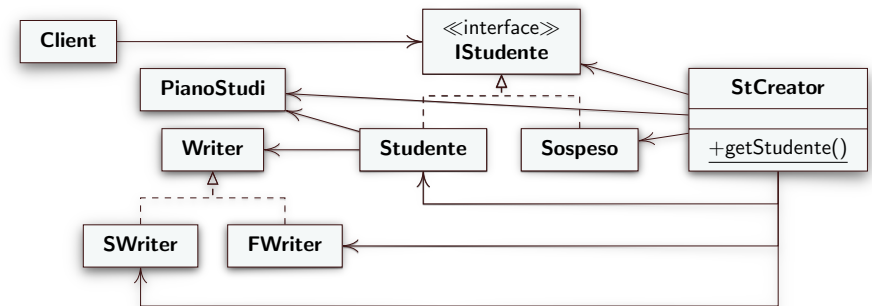 ≪interface≫
IStudente
Client
PianoStudi
StCreator
Writer
Studente
Sospeso
+getStudente()
SWriter
FWriter